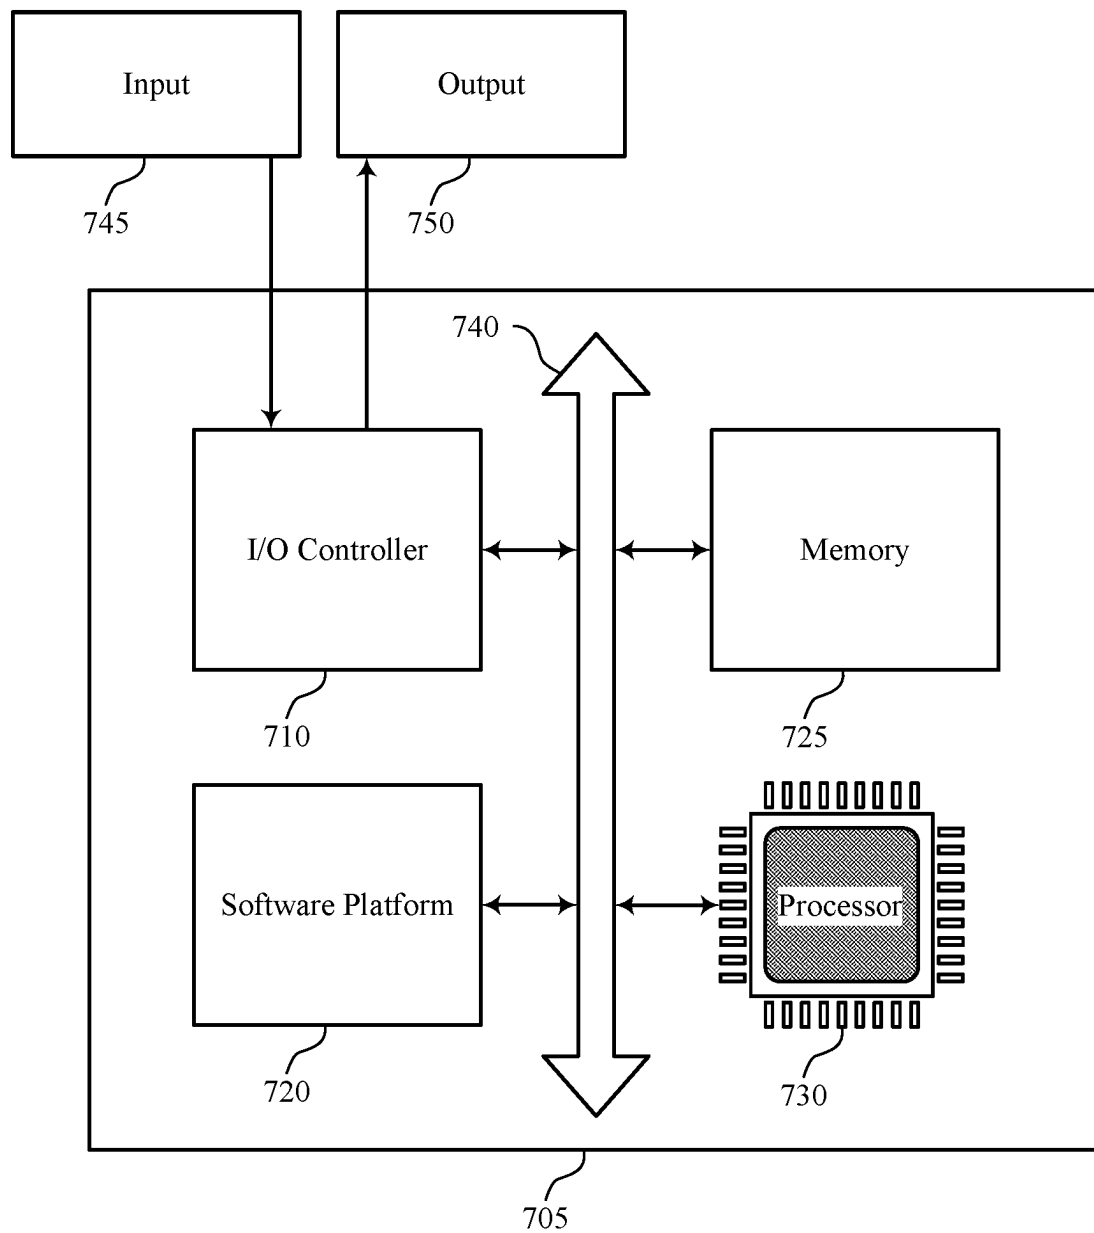 Input
Output
745
750
740
I/O Controller
Memory
710
725
Software Platform
Processor
720
730
705